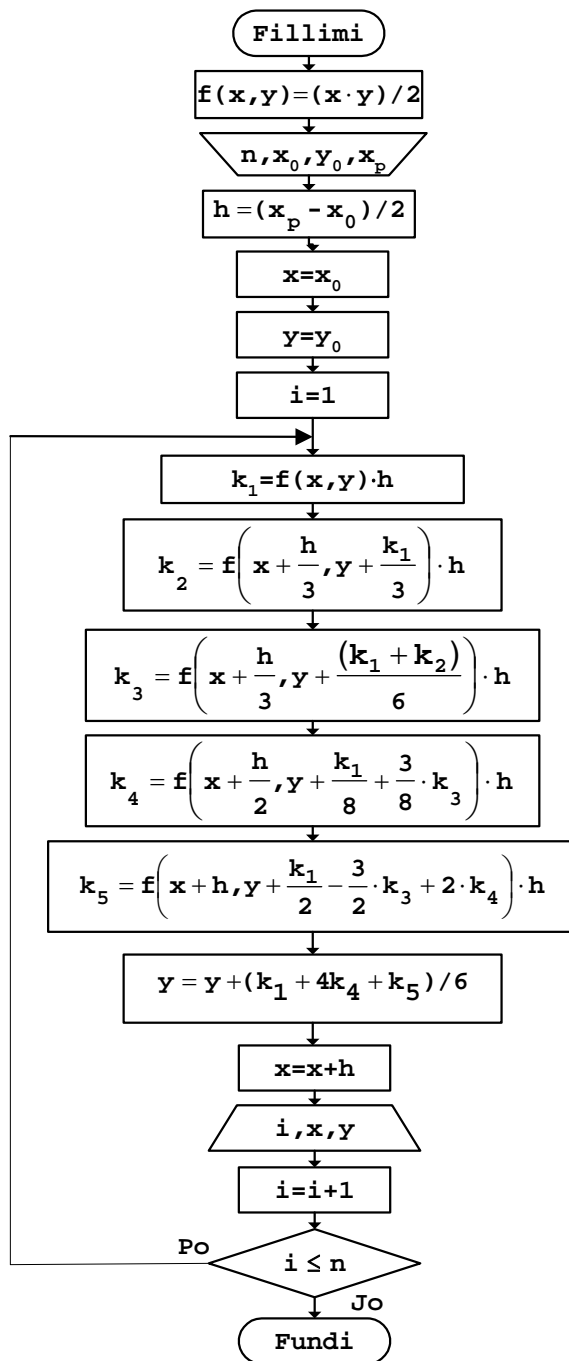 Fillimi
f(x,y)=(x·y)/2
n,x₀,y₀,xₚ
h=(xₚ-x₀)/2
x=x₀
y=y₀
i=1
k₁=f(x,y)·h
k₂ = f(x + h/3, y + k₁/3) · h
k₃ = f(x + h/3, y + (k₁ + k₂)/6) · h
k₄ = f(x + h/2, y + k₁/8 + 3/8 · k₃) · h
k₅ = f(x + h, y + k₁/2 − 3/2 · k₃ + 2 · k₄) · h
y = y + (k₁ + 4k₄ + k₅)/6
x=x+h
i,x,y
i=i+1
Po
i ≤ n
Jo
Fundi